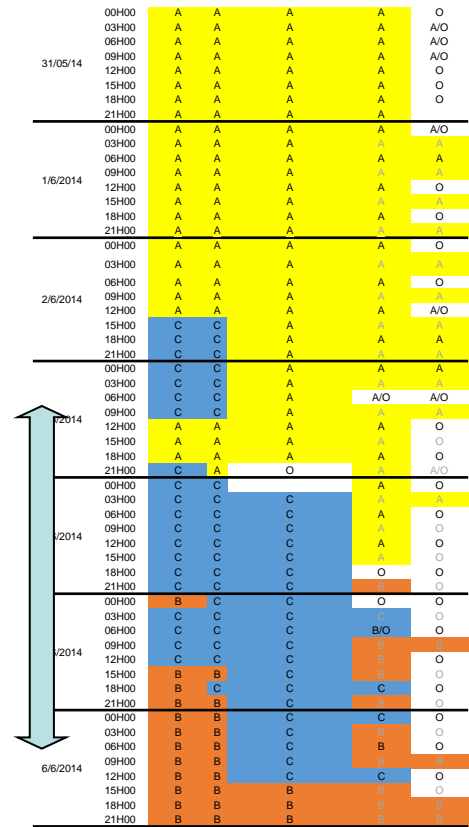 00H00 A A A A O
03H00 A A A A A/O
06H00 A A A A A/O
09H00 A A A A A/O
31/05/14
12H00 A A A A O
15H00 A A A A O
18H00 A A A A O
21H00 A A A A
00H00 A A A A A/O
03H00 A A A A A
06H00 A A A A A
09H00 A A A A A
1/6/2014
12H00 A A A A O
15H00 A A A A A
18H00 A A A A O
21H00 A A A A A
00H00 A A A A O
03H00 A A A A A
06H00 A A A A O
2/6/2014
09H00 A A A A A
12H00 A A A A A/O
15H00 C C A A A
18H00 C C A A A
21H00 C C A A A
00H00 C C A A A
03H00 C C A A A
06H00 C C A A/O A/O
09H00 C C A A A
/2014
12H00 A A A A O
15H00 A A A A O
18H00 A A A A O
21H00 C A O A A/O
00H00 C C A O
03H00 C C C A A
06H00 C C C A O
09H00 C C C A O
/2014
12H00 C C C A O
15H00 C C C A O
18H00 C C C O O
21H00 C C C B O
00H00 B C C O O
03H00 C C C C O
06H00 C C C B/O O
09H00 C C C B B
/2014
12H00 C C C B O
15H00 B B C B O
18H00 B C C C O
21H00 B B C B O
00H00 B B C C O
03H00 B B C B O
06H00 B B C B O
09H00 B B C B B
6/6/2014
12H00 B B C C O
15H00 B B B B O
18H00 B B B B B
21H00 B B B B B